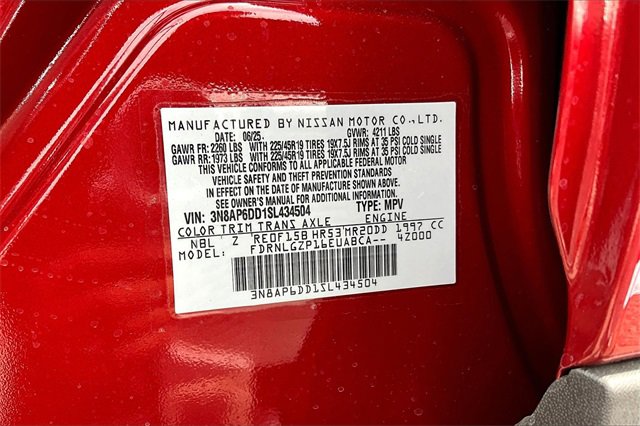 MANUFACTURED BY NISSAN MOTOR CO.,LTD.
DATE: 06/25. GVWR: 4211 LBS
GAWR FR: 2260 LBS WITH 225/45R19 TIRES 19X7.5J RIMS AT 35 PSI COLD SINGLE
GAWR RR: 1973 LBS WITH 225/45R19 TIRES 19X7.5J RIMS AT 35 PSI COLD SINGLE
THIS VEHICLE CONFORMS TO ALL APPLICABLE FEDERAL MOTOR
VEHICLE SAFETY AND THEFT PREVENTION STANDARDS
IN EFFECT ON THE DATE OF MANUFACTURE SHOWN ABOVE.
SEE OWNER'S MANUAL FOR ADDITIONAL INFORMATION.
VIN: 3N8AP6DD1SL434504 TYPE: MPV
COLOR TRIM TRANS AXLE ENGINE
NBL Z RE0F15B HR53 MR20DD 1997 CC
MODEL FDRNLGZP16EUABCA-- 4Z000
3N8AP6DD1SL434504